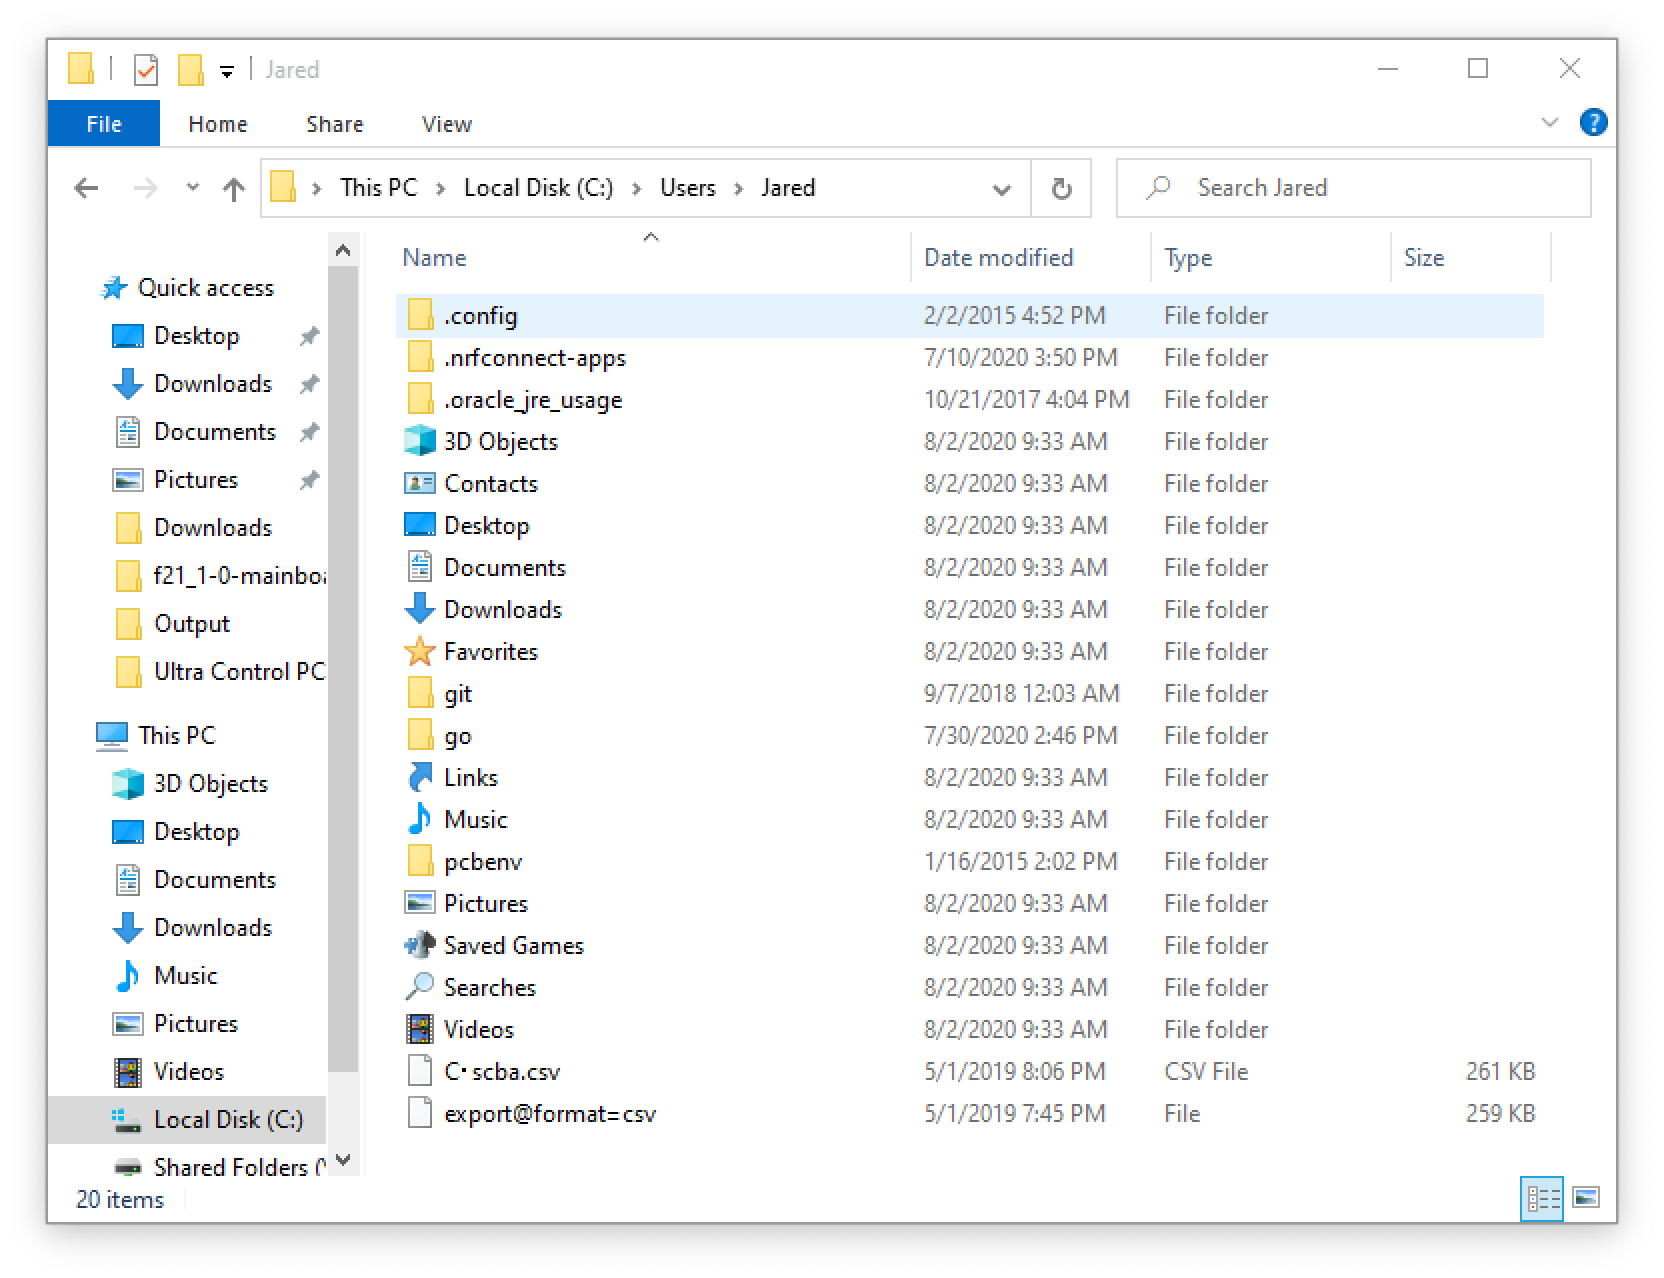 Jared
File Home Share View
This PC Local Disk (C:) Users Jared Search Jared
Name Date modified Type Size
Quick access
Desktop
Downloads
Documents
Pictures
Downloads
f21_1-0-mainboa
Output
Ultra Control PC
This PC
3D Objects
Desktop
Documents
Downloads
Music
Pictures
Videos
Local Disk (C:)
Shared Folders (
.config 2/2/2015 4:52 PM File folder
.nrfconnect-apps 7/10/2020 3:50 PM File folder
.oracle_jre_usage 10/21/2017 4:04 PM File folder
3D Objects 8/2/2020 9:33 AM File folder
Contacts 8/2/2020 9:33 AM File folder
Desktop 8/2/2020 9:33 AM File folder
Documents 8/2/2020 9:33 AM File folder
Downloads 8/2/2020 9:33 AM File folder
Favorites 8/2/2020 9:33 AM File folder
git 9/7/2018 12:03 AM File folder
go 7/30/2020 2:46 PM File folder
Links 8/2/2020 9:33 AM File folder
Music 8/2/2020 9:33 AM File folder
pcbenv 1/16/2015 2:02 PM File folder
Pictures 8/2/2020 9:33 AM File folder
Saved Games 8/2/2020 9:33 AM File folder
Searches 8/2/2020 9:33 AM File folder
Videos 8/2/2020 9:33 AM File folder
C· scba.csv 5/1/2019 8:06 PM CSV File 261 KB
export@format=csv 5/1/2019 7:45 PM File 259 KB
20 items